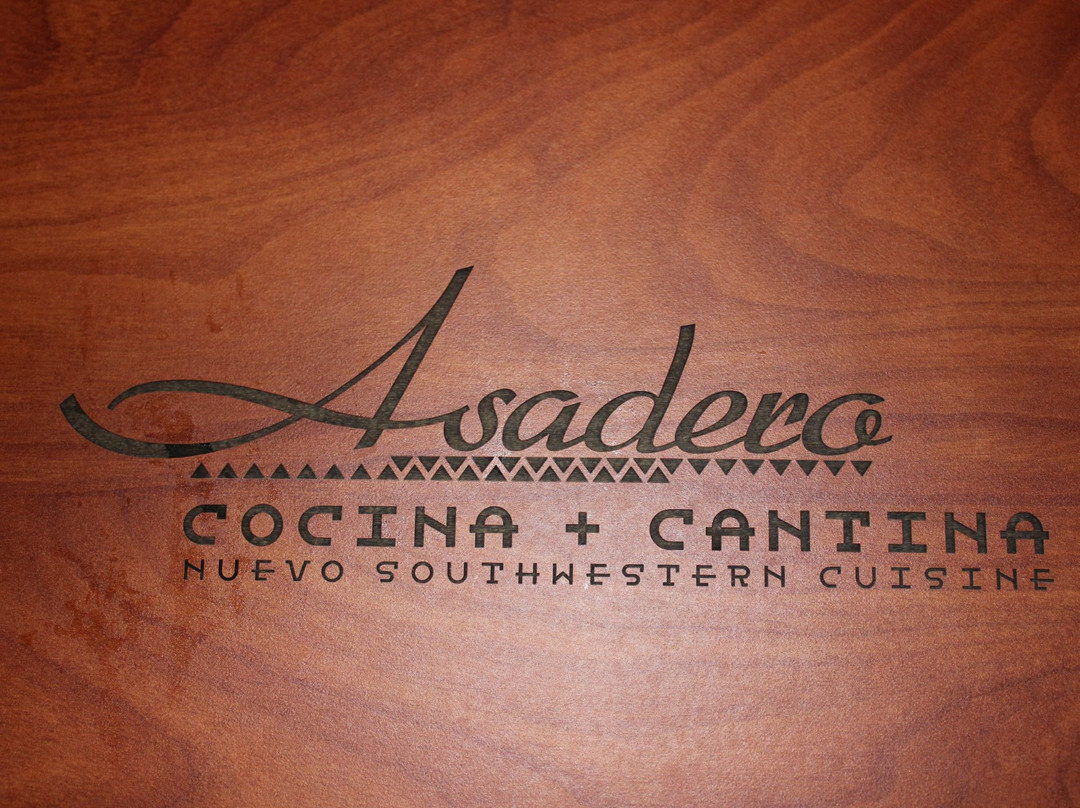 Asadero
COCINA + CANTINA
NUEVO SOUTHWESTERN CUISINE